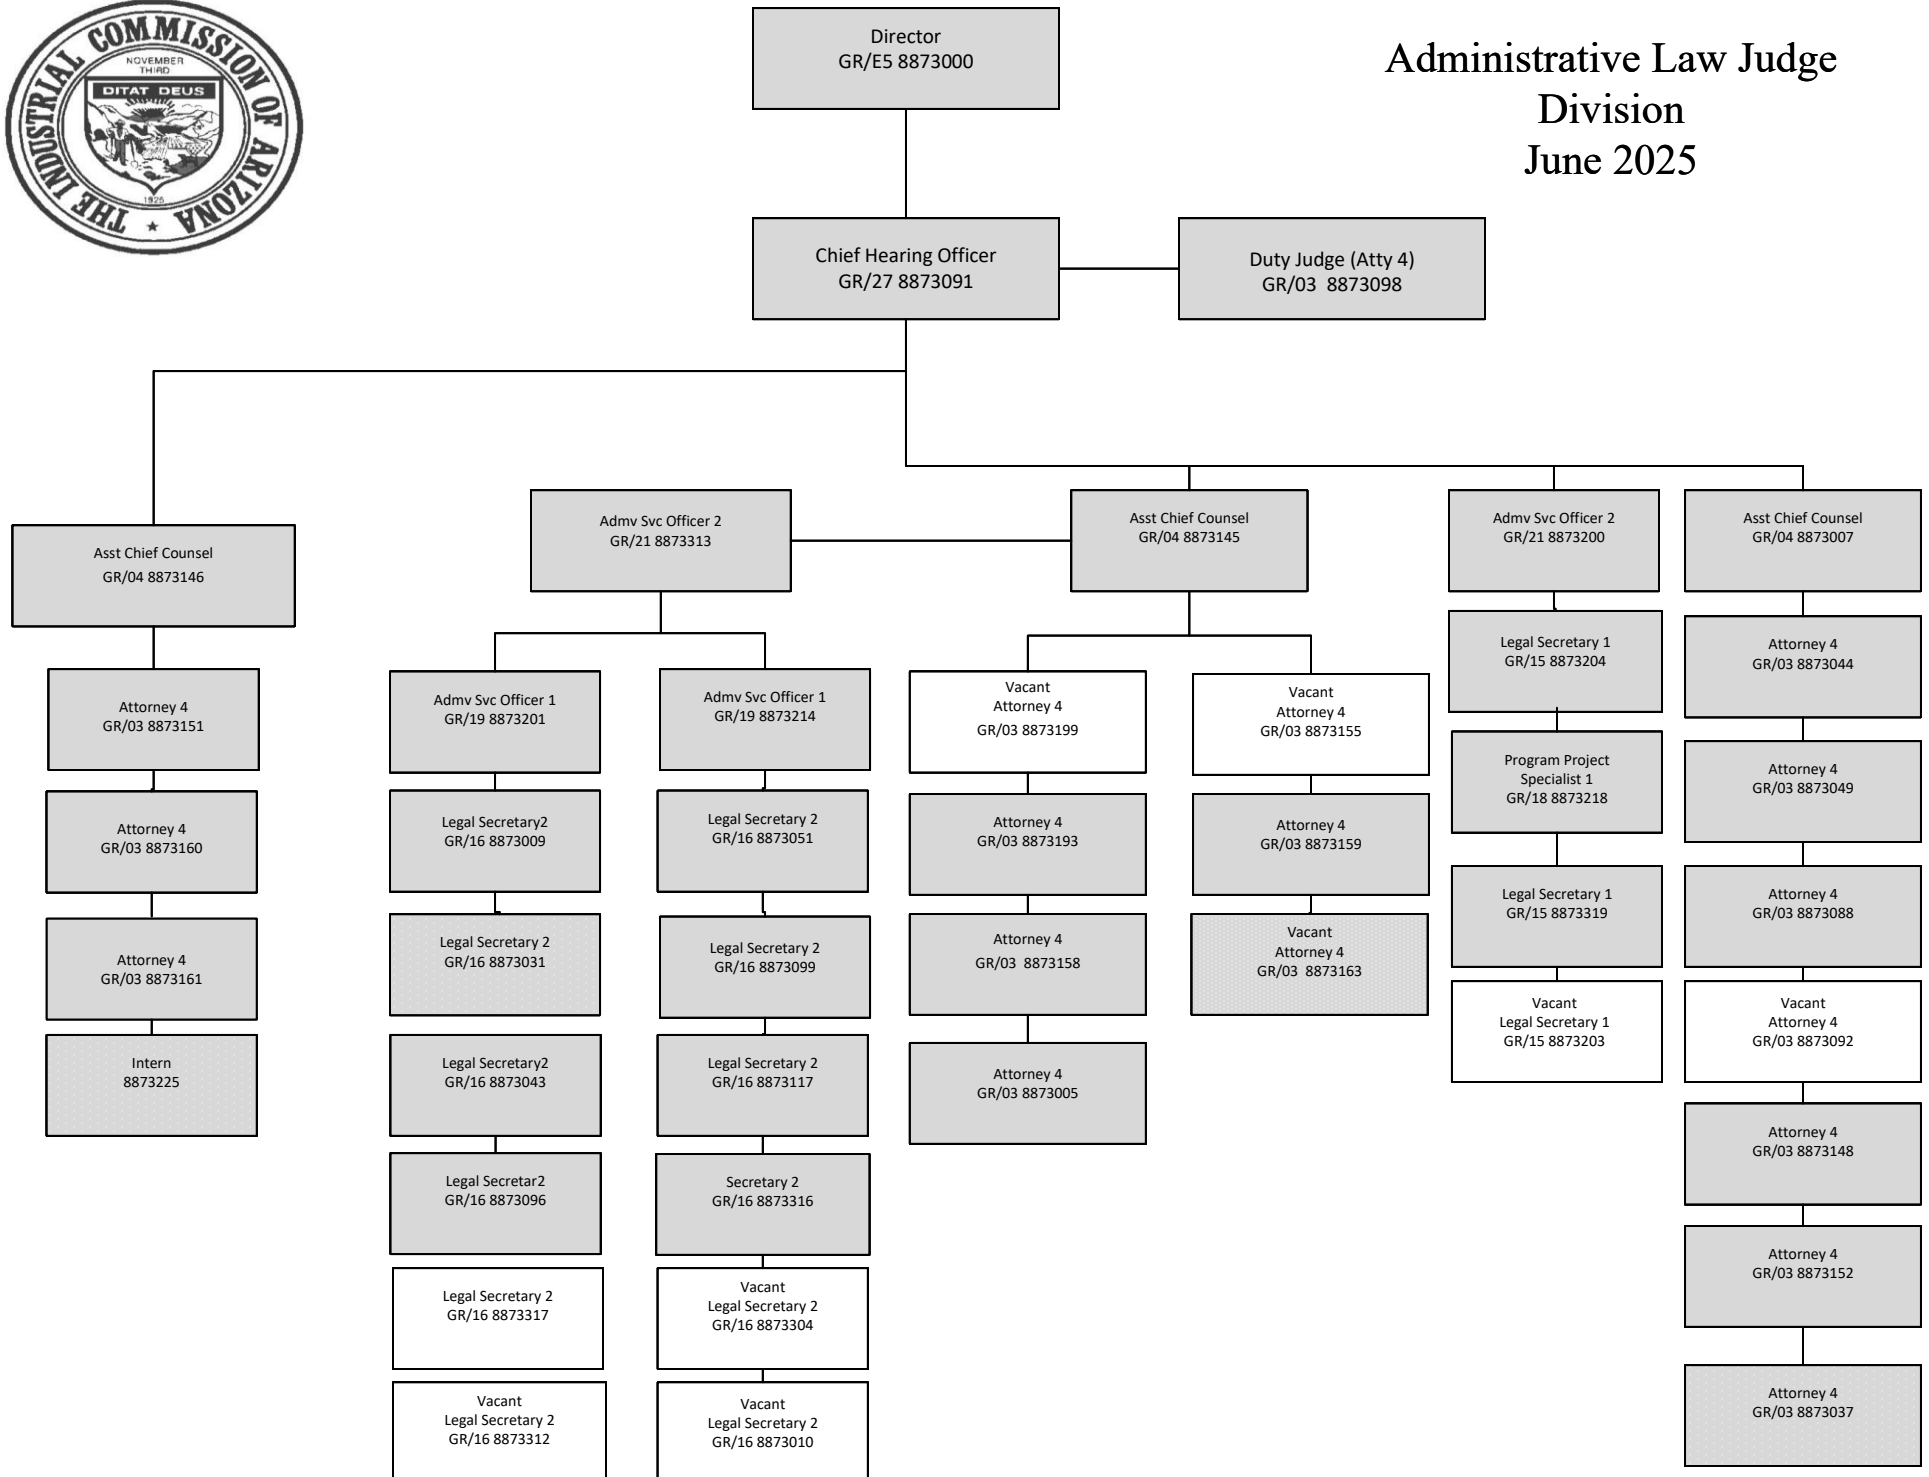 THE INDUSTRIAL COMMISSION OF ARIZONA
NOVEMBER
THIRD
DITAT DEUS
1925
Administrative Law Judge
Division
June 2025
Director
GR/E5 8873000
Chief Hearing Officer
GR/27 8873091
Duty Judge (Atty 4)
GR/03  8873098
Asst Chief Counsel
GR/04 8873146
Attorney 4
GR/03 8873151
Attorney 4
GR/03 8873160
Attorney 4
GR/03 8873161
Intern
8873225
Admv Svc Officer 2
GR/21 8873313
Admv Svc Officer 1
GR/19 8873201
Legal Secretary2
GR/16 8873009
Legal Secretary 2
GR/16 8873031
Legal Secretary2
GR/16 8873043
Legal Secretar2
GR/16 8873096
Legal Secretary 2
GR/16 8873317
Vacant
Legal Secretary 2
GR/16 8873312
Admv Svc Officer 1
GR/19 8873214
Legal Secretary 2
GR/16 8873051
Legal Secretary 2
GR/16 8873099
Legal Secretary 2
GR/16 8873117
Secretary 2
GR/16 8873316
Vacant
Legal Secretary 2
GR/16 8873304
Vacant
Legal Secretary 2
GR/16 8873010
Asst Chief Counsel
GR/04 8873145
Vacant
Attorney 4
GR/03 8873199
Attorney 4
GR/03 8873193
Attorney 4
GR/03  8873158
Attorney 4
GR/03 8873005
Vacant
Attorney 4
GR/03 8873155
Attorney 4
GR/03 8873159
Vacant
Attorney 4
GR/03  8873163
Admv Svc Officer 2
GR/21 8873200
Legal Secretary 1
GR/15 8873204
Program Project
Specialist 1
GR/18 8873218
Legal Secretary 1
GR/15 8873319
Vacant
Legal Secretary 1
GR/15 8873203
Asst Chief Counsel
GR/04 8873007
Attorney 4
GR/03 8873044
Attorney 4
GR/03 8873049
Attorney 4
GR/03 8873088
Vacant
Attorney 4
GR/03 8873092
Attorney 4
GR/03 8873148
Attorney 4
GR/03 8873152
Attorney 4
GR/03 8873037